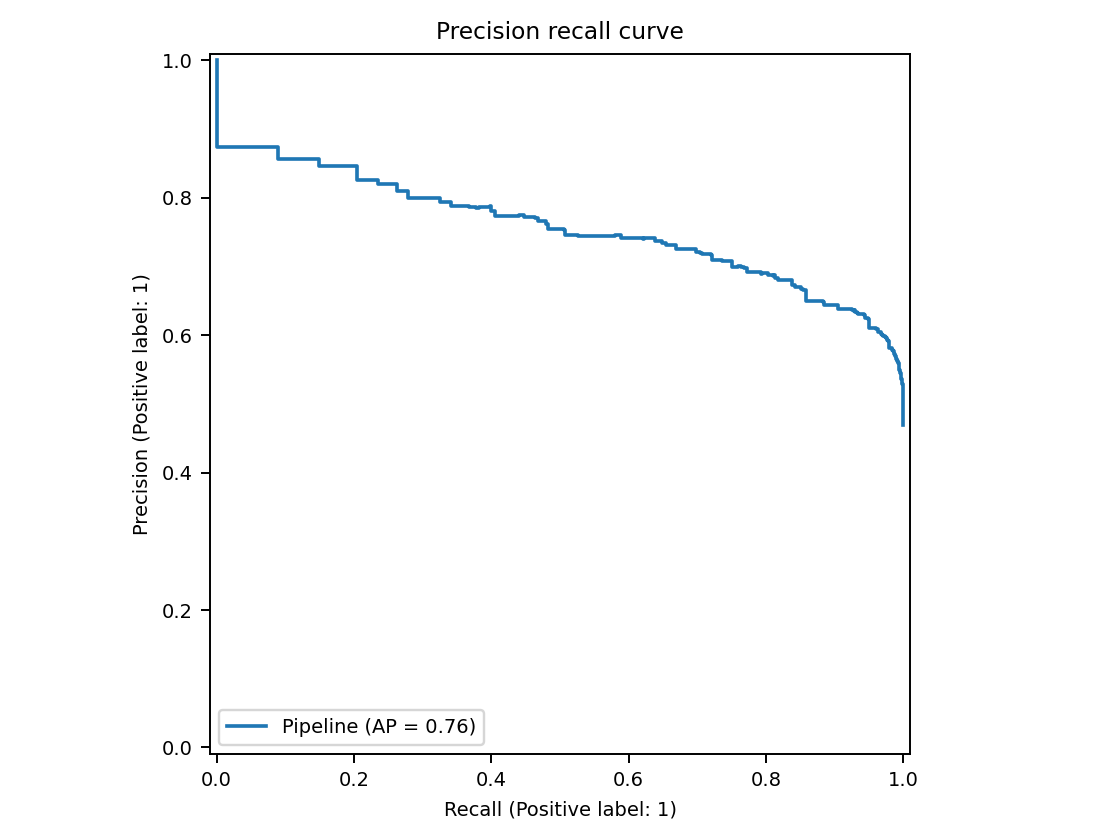 Precision recall curve
1.0
0.8
0.6
0.4
0.2
0.0
Precision (Positive label: 1)
Pipeline (AP = 0.76)
0.0 0.2 0.4 0.6 0.8 1.0
Recall (Positive label: 1)